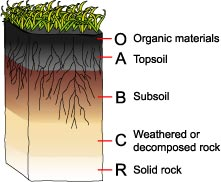 O Organic materials
A Topsoil
B Subsoil
C Weathered or
decomposed rock
R Solid rock